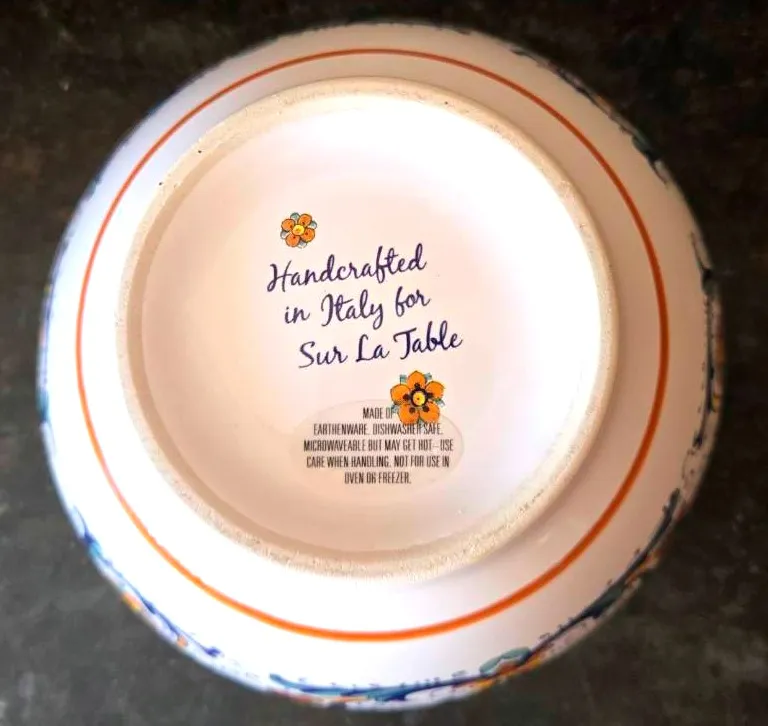 Handcrafted
in Italy for
Sur La Table
MADE OF
EARTHENWARE. DISHWASHER SAFE.
MICROWAVEABLE BUT MAY GET HOT--USE
CARE WHEN HANDLING. NOT FOR USE IN
OVEN OR FREEZER.